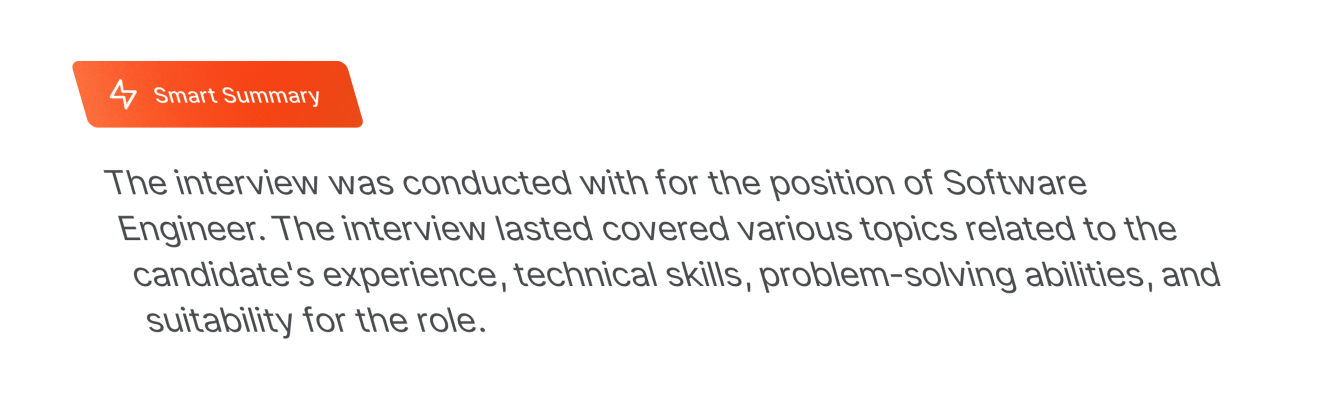 Smart Summary
The interview was conducted with for the position of Software
Engineer. The interview lasted covered various topics related to the
candidate's experience, technical skills, problem-solving abilities, and
suitability for the role.